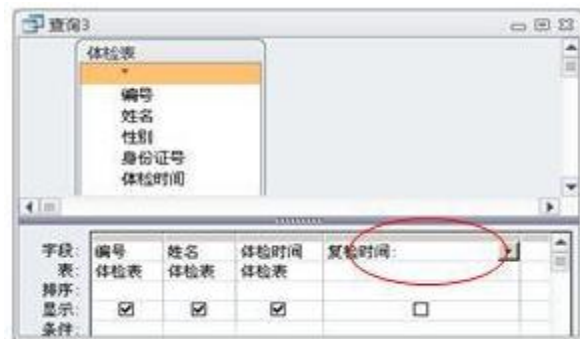 查询3
体检表
*
编号
姓名
性别
身份证号
体检时间
字段: 编号 姓名 体检时间 复检时间:
表: 体检表 体检表 体检表
排序:
显示:
条件: